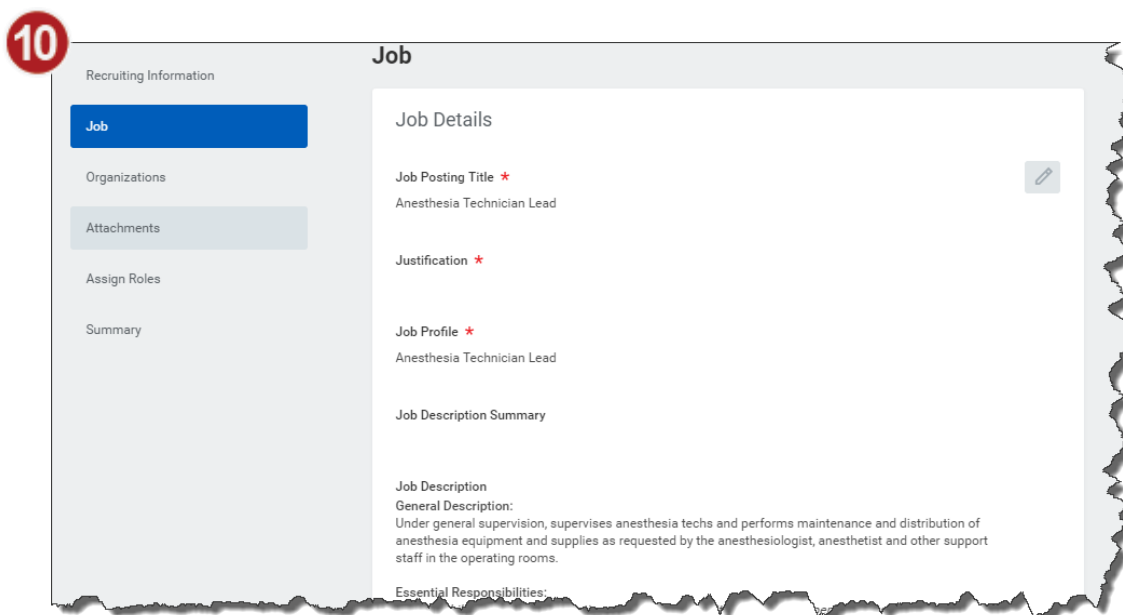 10
Recruiting Information
Job
Organizations
Attachments
Assign Roles
Summary
Job
Job Details
Job Posting Title *
Anesthesia Technician Lead
Justification *
Job Profile *
Anesthesia Technician Lead
Job Description Summary
Job Description
General Description:
Under general supervision, supervises anesthesia techs and performs maintenance and distribution of
anesthesia equipment and supplies as requested by the anesthesiologist, anesthetist and other support
staff in the operating rooms.
Essential Responsibilities: